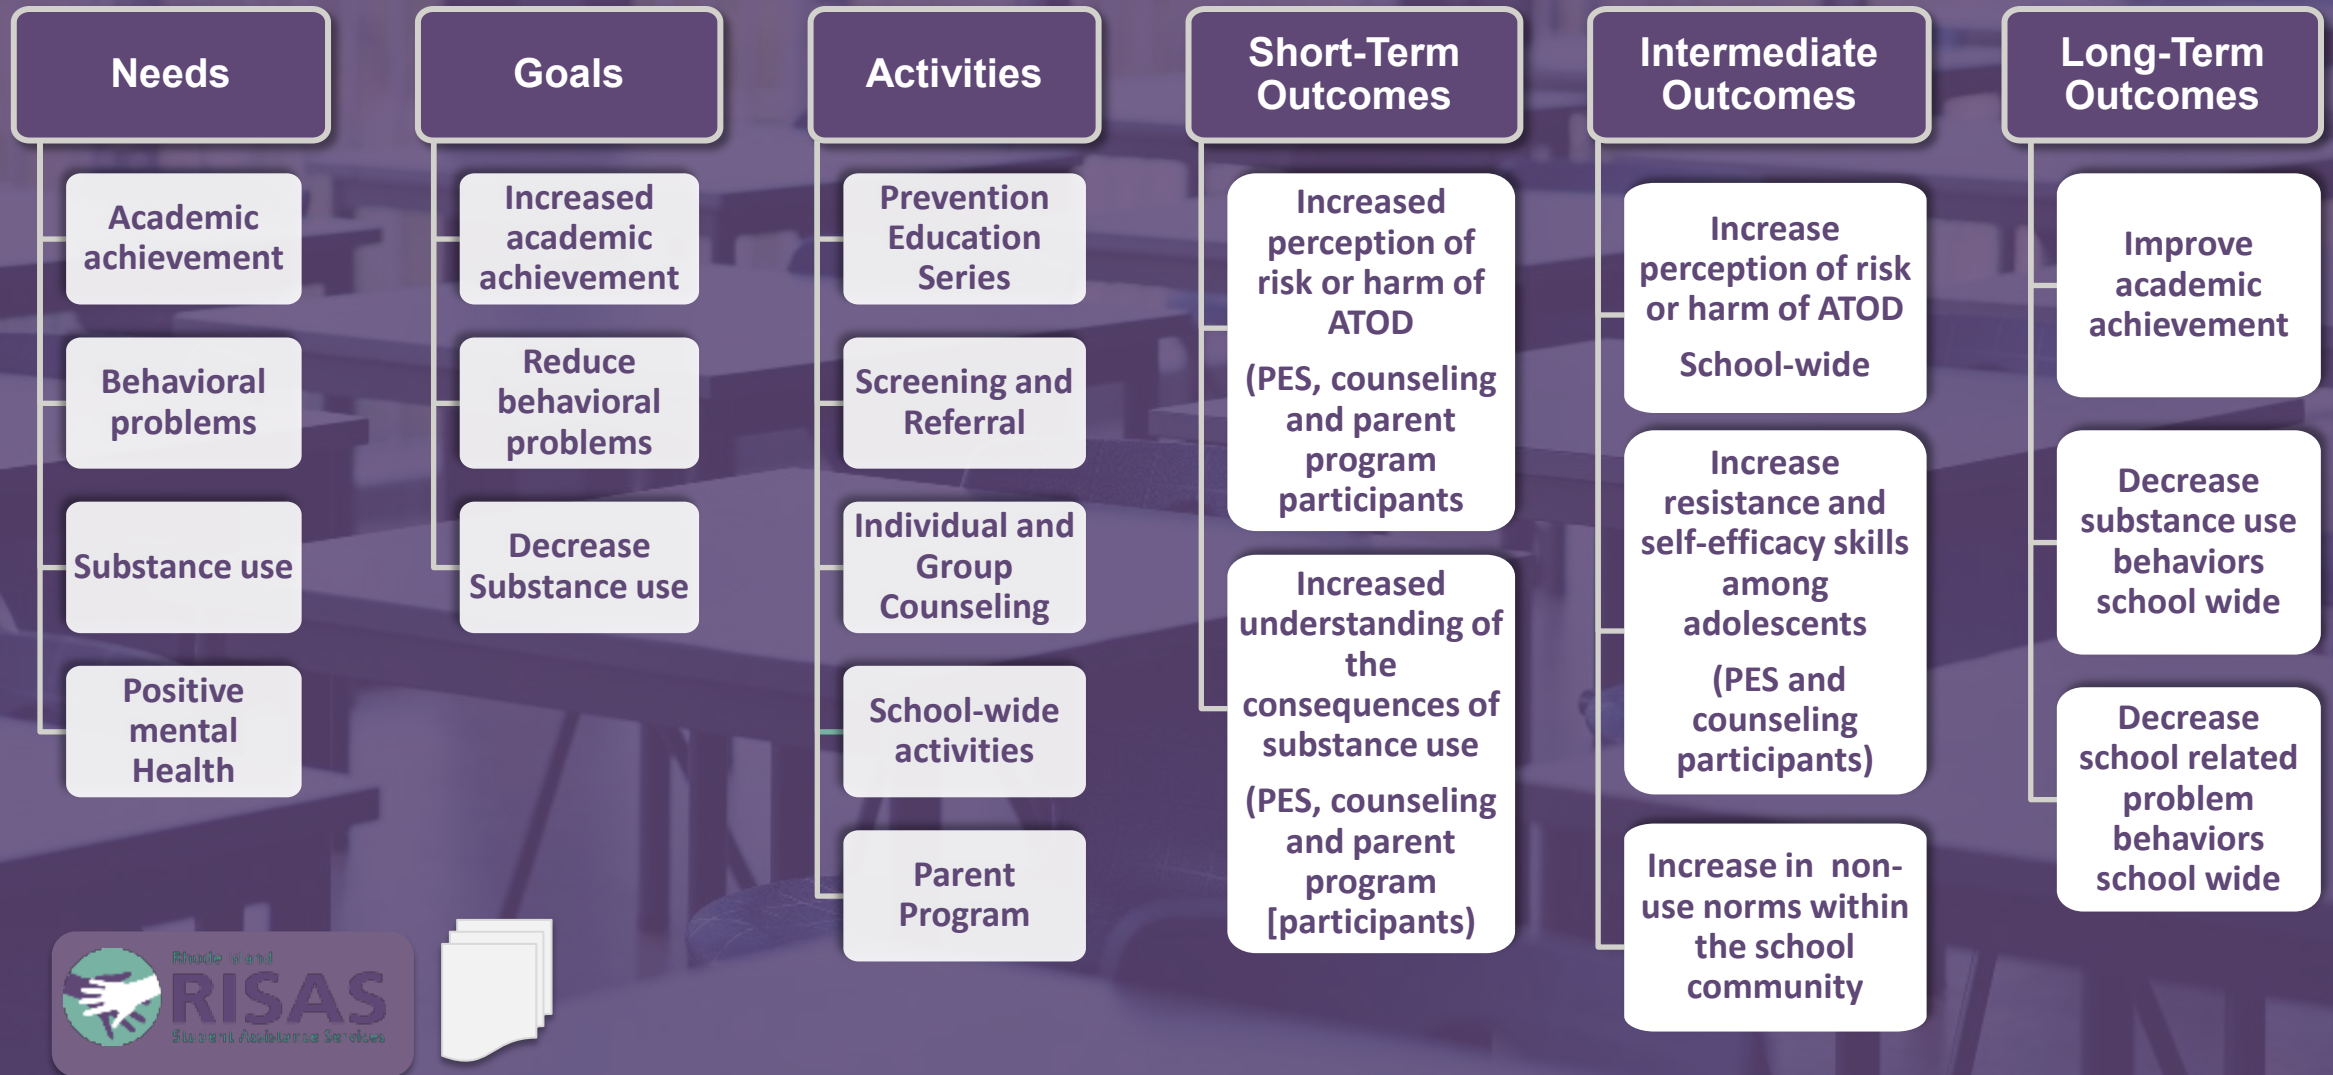 Needs
Academic
achievement
Behavioral
problems
Substance use
Positive
mental
Health
Goals
Increased
academic
achievement
Reduce
behavioral
problems
Decrease
Substance use
Activities
Prevention
Education
Series
Screening and
Referral
Individual and
Group
Counseling
School-wide
activities
Parent
Program
Short-Term
Outcomes
Increased
perception of
risk or harm of
ATOD
(PES, counseling
and parent
program
participants
Increased
understanding of
the
consequences of
substance use
(PES, counseling
and parent
program
[participants)
Intermediate
Outcomes
Increase
perception of risk
or harm of ATOD
School-wide
Increase
resistance and
self-efficacy skills
among
adolescents
(PES and
counseling
participants)
Increase in  non-
use norms within
the school
community
Long-Term
Outcomes
Improve
academic
achievement
Decrease
substance use
behaviors
school wide
Decrease
school related
problem
behaviors
school wide
Rhode Island
RISAS
Student Assistance Services